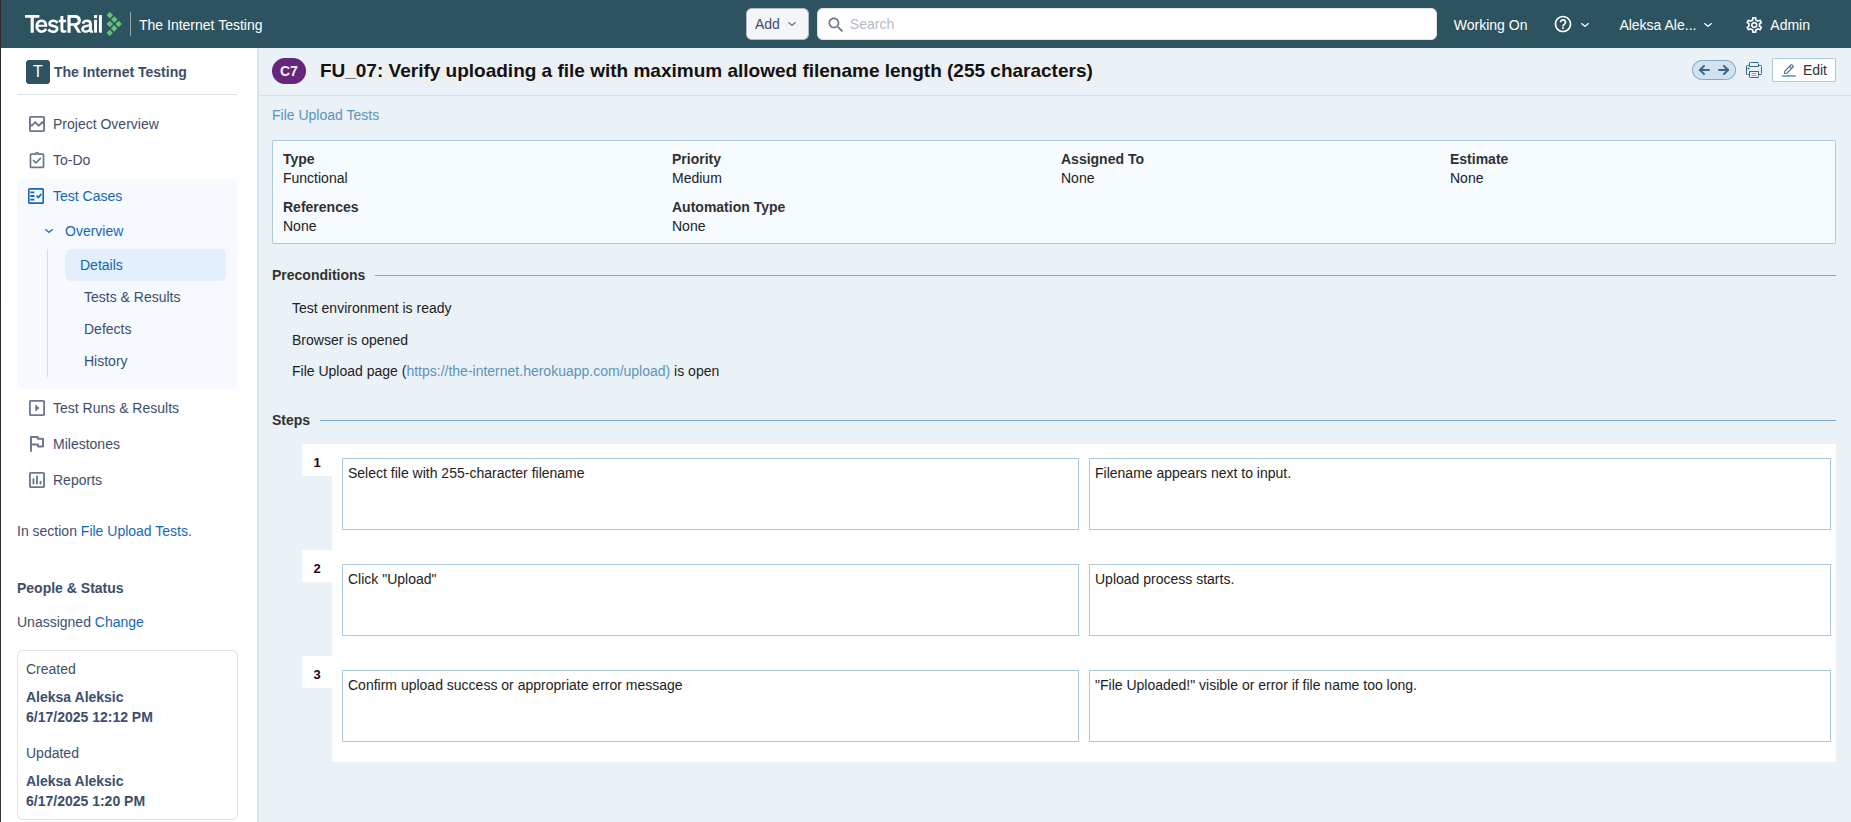 TestRail The Internet Testing Add Search Working On Aleksa Ale... Admin
T The Internet Testing
Project Overview
To-Do
Test Cases
Overview
Details
Tests & Results
Defects
History
Test Runs & Results
Milestones
Reports
In section File Upload Tests.
People & Status
Unassigned Change
Created
Aleksa Aleksic
6/17/2025 12:12 PM
Updated
Aleksa Aleksic
6/17/2025 1:20 PM
C7 FU_07: Verify uploading a file with maximum allowed filename length (255 characters) Edit
File Upload Tests
Type Priority Assigned To Estimate
Functional Medium None None
References Automation Type
None None
Preconditions
Test environment is ready
Browser is opened
File Upload page (https://the-internet.herokuapp.com/upload) is open
Steps
1 Select file with 255-character filename Filename appears next to input.
2 Click "Upload" Upload process starts.
3 Confirm upload success or appropriate error message "File Uploaded!" visible or error if file name too long.